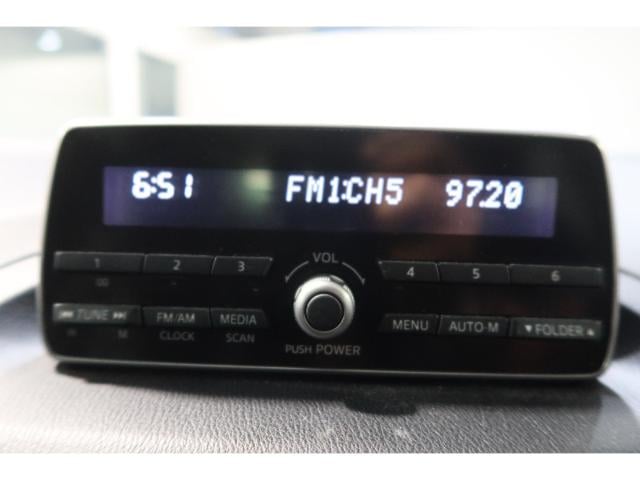 6:51 FM1:CH5 97.20
VOL
1 2 3 4 5 6
⏮ TUNE ⏭ FM/AM MEDIA MENU AUTO-M ▼ FOLDER ▲
M CLOCK SCAN PUSH POWER